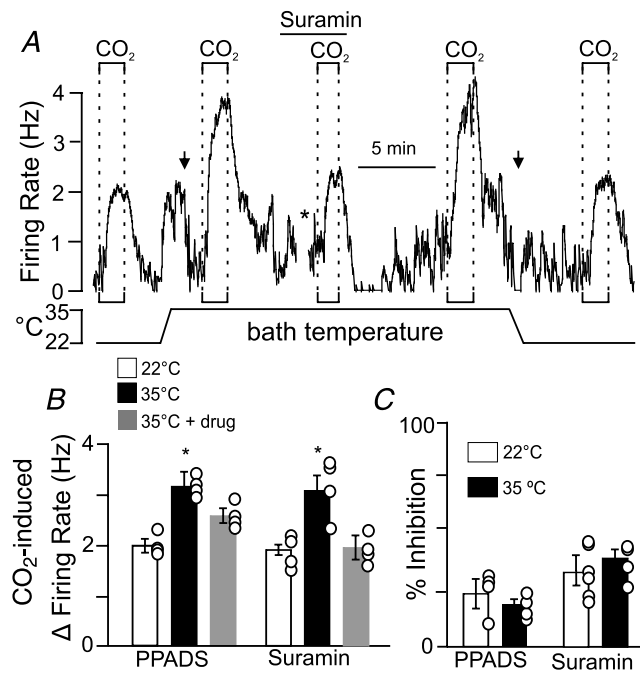 Suramin
A
CO2 CO2 CO2 CO2 CO2
Firing Rate (Hz)
4
3
2
1
0
5 min
*
°C
35
22
bath temperature
B
22°C
35°C
35°C + drug
CO2-induced
Δ Firing Rate (Hz)
4
2
0
* *
PPADS Suramin
C
% Inhibition
100
0
22°C
35 ºC
PPADS Suramin